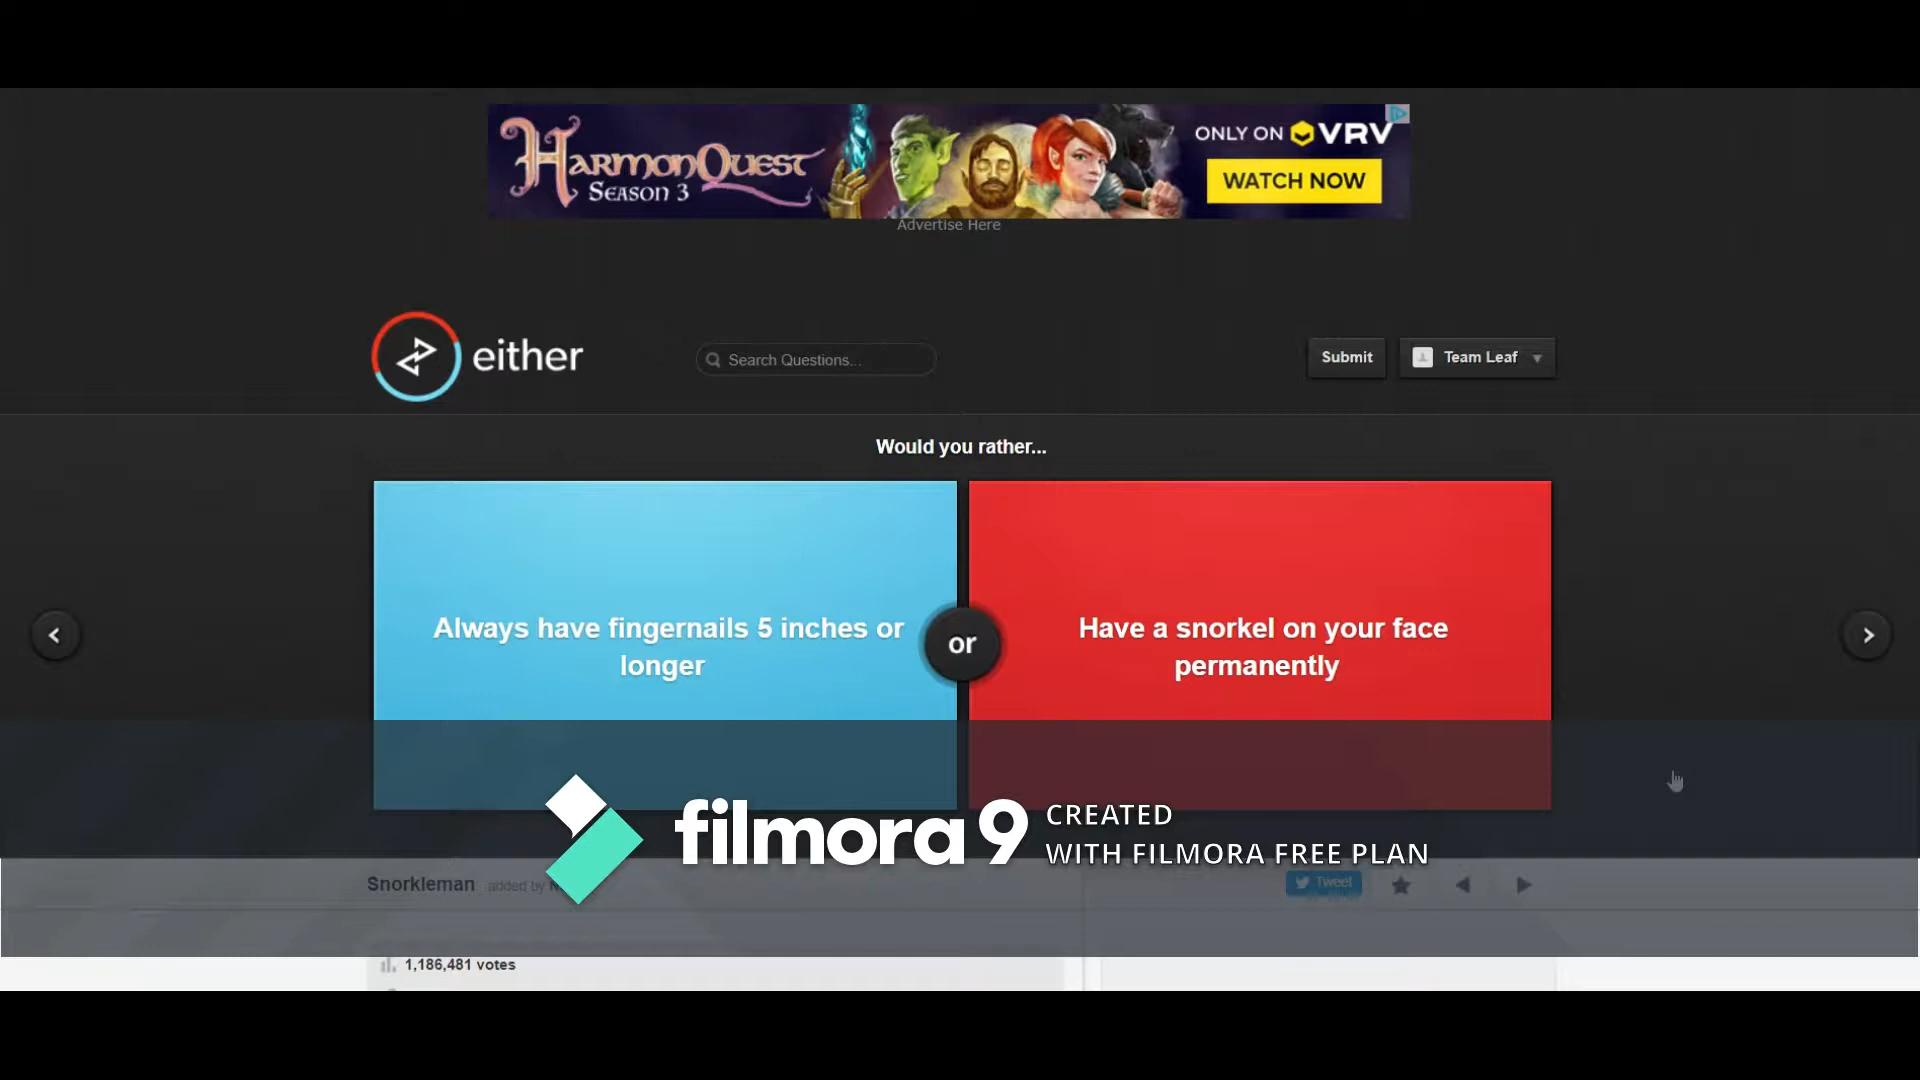 HarmonQuest
Season 3
ONLY ON VRV
WATCH NOW
Advertise Here
either
Search Questions...
Submit
Team Leaf
Would you rather...
Always have fingernails 5 inches or
longer
or
Have a snorkel on your face
permanently
filmora9
CREATED
WITH FILMORA FREE PLAN
Snorkleman added by
Tweet
1,186,481 votes